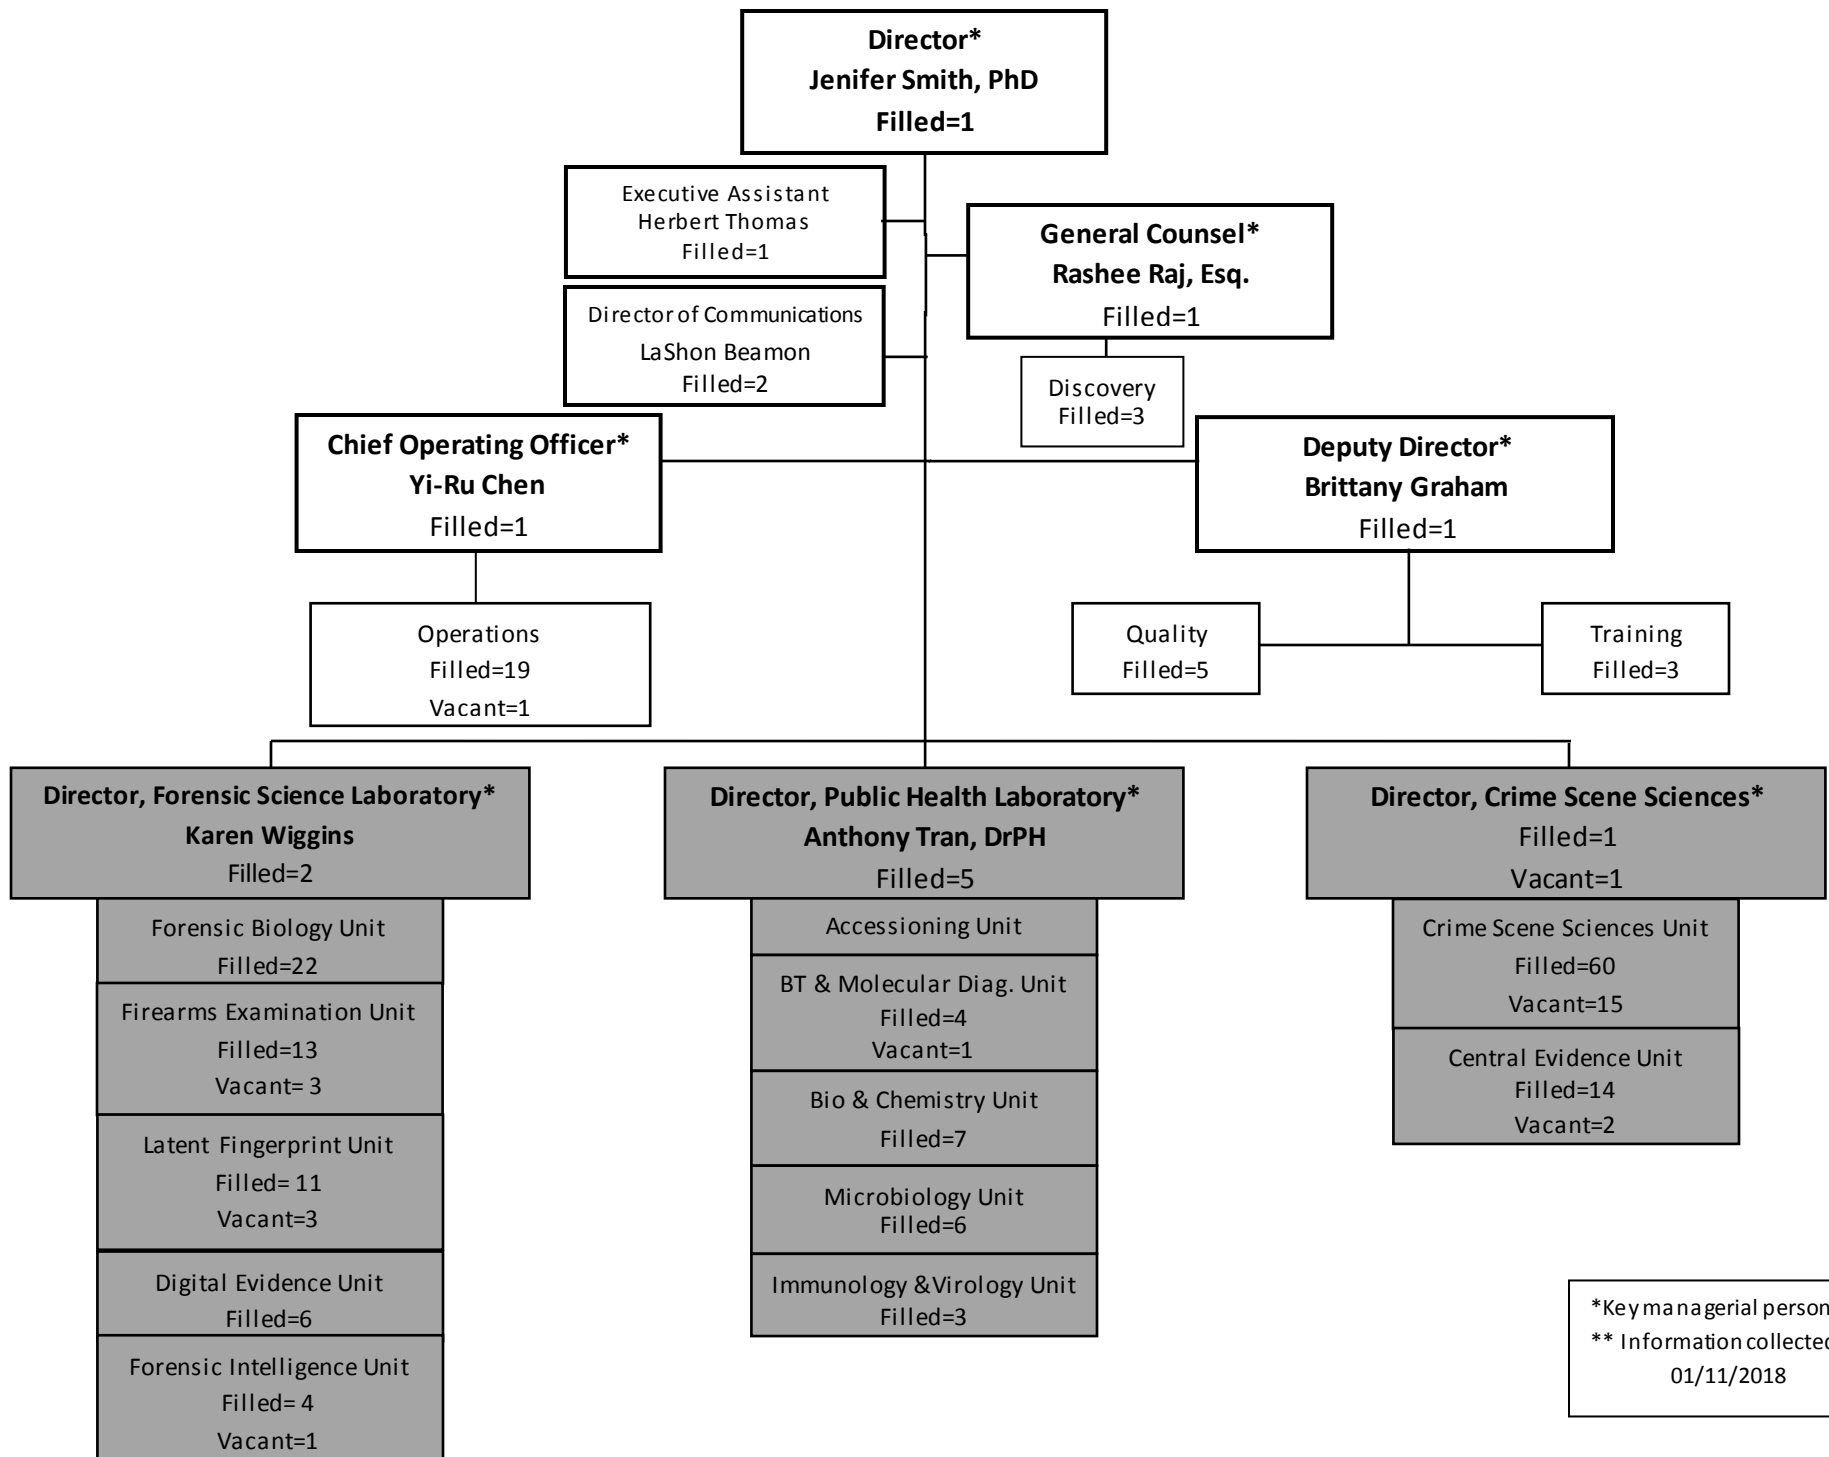 Director*
Jenifer Smith, PhD
Filled=1
Executive Assistant
Herbert Thomas
Filled=1
General Counsel*
Rashee Raj, Esq.
Filled=1
Director of Communications
LaShon Beamon
Filled=2
Discovery
Filled=3
Chief Operating Officer*
Yi-Ru Chen
Filled=1
Deputy Director*
Brittany Graham
Filled=1
Operations
Filled=19
Vacant=1
Quality
Filled=5
Training
Filled=3
Director, Forensic Science Laboratory*
Karen Wiggins
Filled=2
Forensic Biology Unit
Filled=22
Firearms Examination Unit
Filled=13
Vacant= 3
Latent Fingerprint Unit
Filled= 11
Vacant=3
Digital Evidence Unit
Filled=6
Forensic Intelligence Unit
Filled= 4
Vacant=1
Director, Public Health Laboratory*
Anthony Tran, DrPH
Filled=5
Accessioning Unit
BT & Molecular Diag. Unit
Filled=4
Vacant=1
Bio & Chemistry Unit
Filled=7
Microbiology Unit
Filled=6
Immunology &Virology Unit
Filled=3
Director, Crime Scene Sciences*
Filled=1
Vacant=1
Crime Scene Sciences Unit
Filled=60
Vacant=15
Central Evidence Unit
Filled=14
Vacant=2
*Key managerial person
** Information collected
01/11/2018